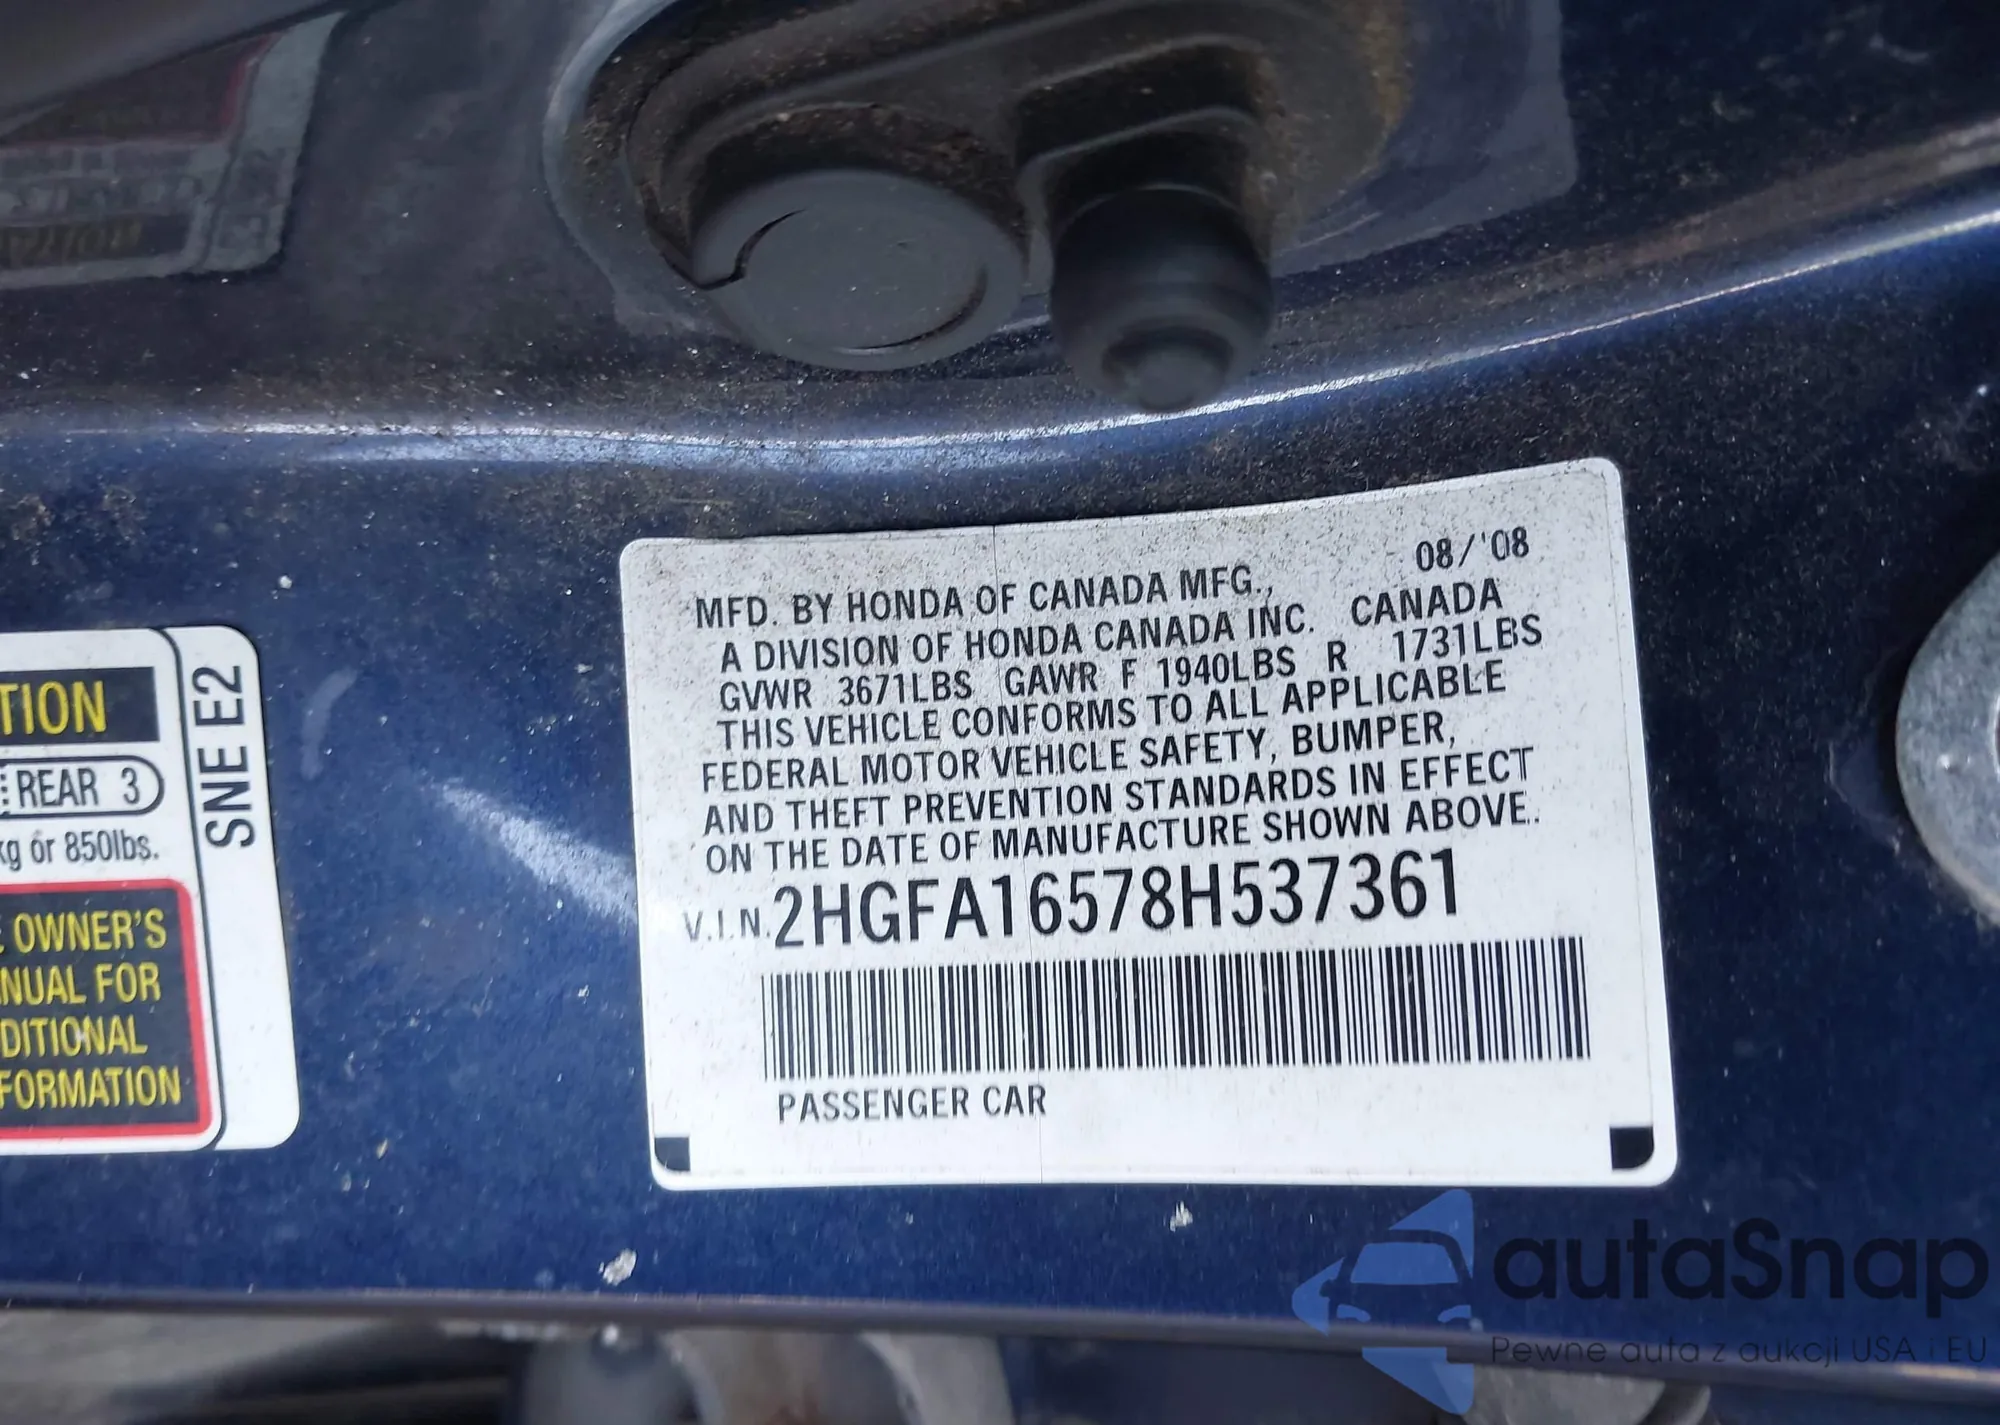 08/'08
MFD. BY HONDA OF CANADA MFG.,
A DIVISION OF HONDA CANADA INC. CANADA
GVWR 3671LBS GAWR F 1940LBS R 1731LBS
THIS VEHICLE CONFORMS TO ALL APPLICABLE
FEDERAL MOTOR VEHICLE SAFETY, BUMPER,
AND THEFT PREVENTION STANDARDS IN EFFECT
ON THE DATE OF MANUFACTURE SHOWN ABOVE.
V.I.N. 2HGFA16578H537361
PASSENGER CAR
TION
REAR 3
kg or 850lbs.
OWNER'S
NUAL FOR
DITIONAL
FORMATION
SNE E2
autaSnap
Pewne auta z aukcji USA i EU